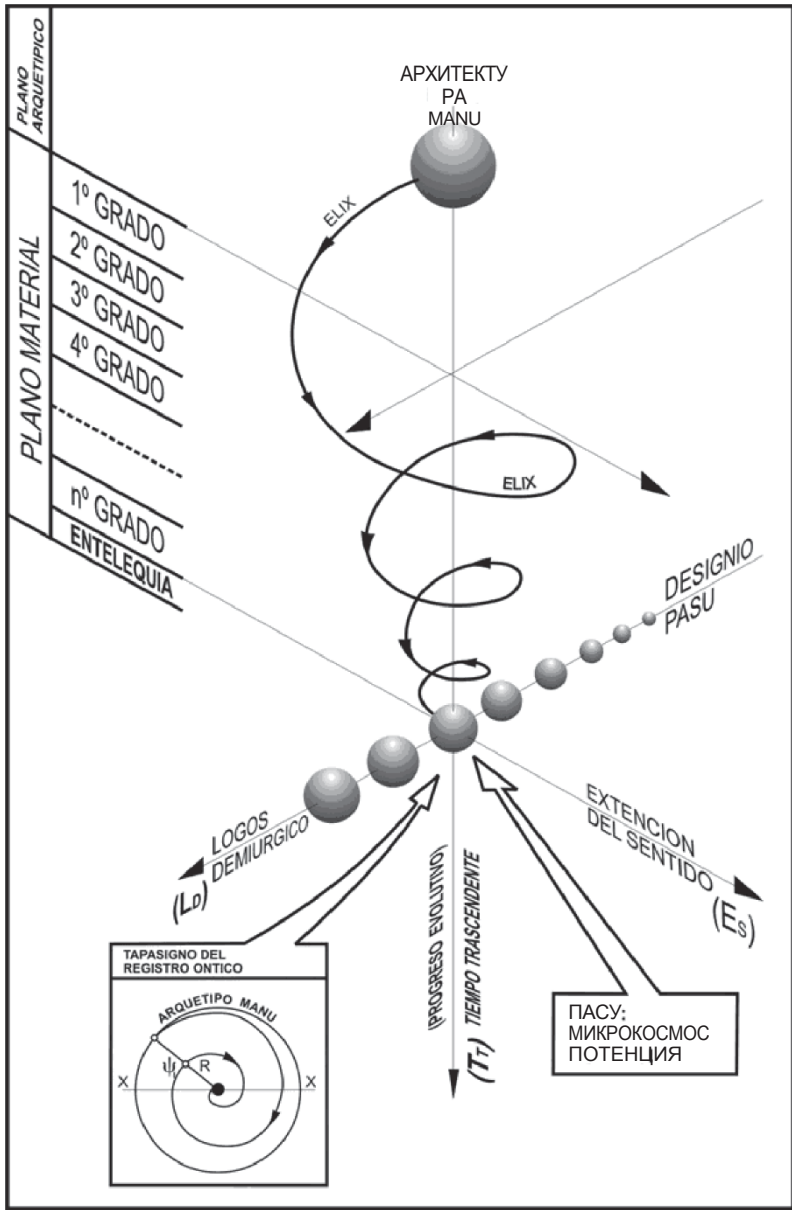 PLANO
ARQUETIPICO
PLANO MATERIAL
1º GRADO
2º GRADO
3º GRADO
4º GRADO
nº GRADO
ENTELEQUIA
АРХИТЕКТУ
РА
MANU
ELIX
ELIX
DESIGNIO
PASU
LOGOS
DEMIURGICO
(LD)
EXTENCION
DEL SENTIDO
(ES)
(PROGRESO EVOLUTIVO)
TIEMPO TRASCENDENTE
(TT)
TAPASIGNO DEL
REGISTRO ONTICO
ARQUETIPO MANU
ψ R
X X
ПАСУ:
МИКРОКОСМОС
ПОТЕНЦИЯ